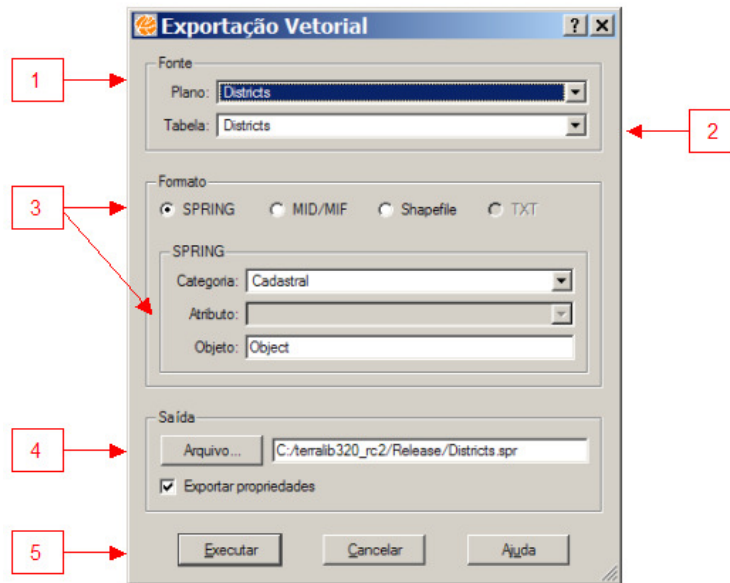 Exportação Vetorial
Fonte
1
Plano: Districts
Tabela: Districts
2
Formato
3
SPRING MID/MIF Shapefile TXT
SPRING
Categoria: Cadastral
Atributo:
Objeto: Object
Saída
4
Arquivo... C:/terralib320_rc2/Release/Districts.spr
Exportar propriedades
5
Executar Cancelar Ajuda